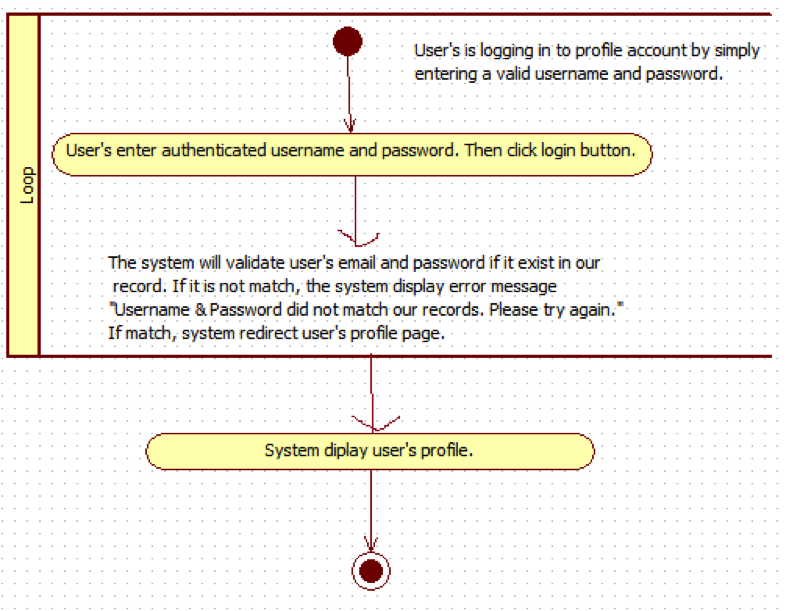 User's is logging in to profile account by simply
entering a valid username and password.
User's enter authenticated username and password. Then click login button.
Loop
The system will validate user's email and password if it exist in our
record. If it is not match, the system display error message
"Username & Password did not match our records. Please try again."
If match, system redirect user's profile page.
System diplay user's profile.